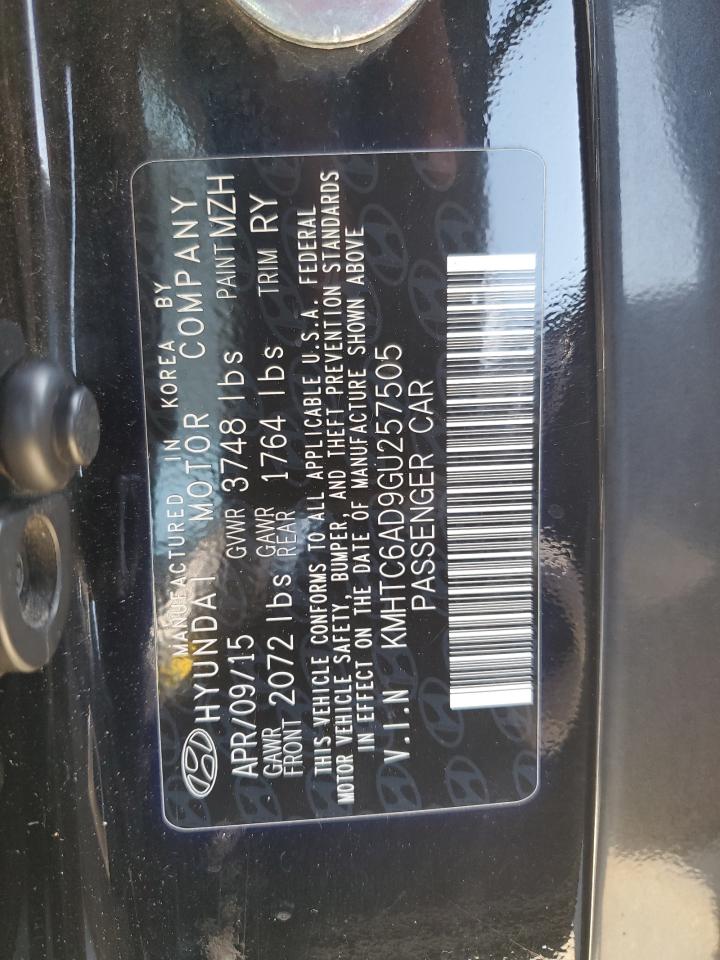 MANUFACTURED IN KOREA BY
HYUNDAI MOTOR COMPANY
APR/09/15 GVWR 3748 lbs PAINT MZH
GAWR FRONT 2072 lbs GAWR REAR 1764 lbs TRIM RY
THIS VEHICLE CONFORMS TO ALL APPLICABLE U.S.A. FEDERAL
MOTOR VEHICLE SAFETY, BUMPER, AND THEFT PREVENTION STANDARDS
IN EFFECT ON THE DATE OF MANUFACTURE SHOWN ABOVE
V.I.N KMHTC6AD9GU257505
PASSENGER CAR